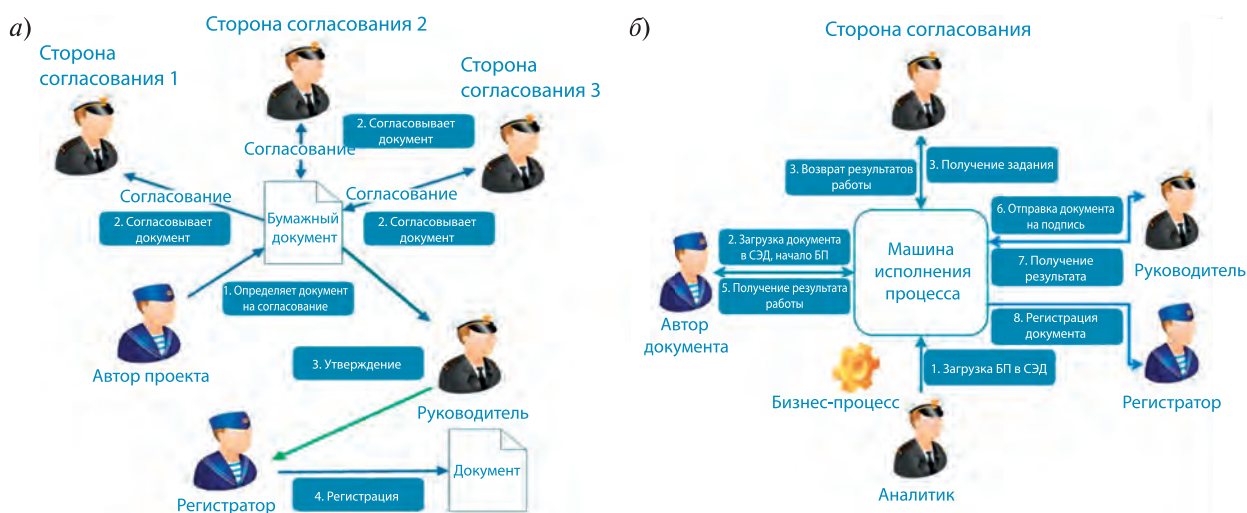 а)
Сторона согласования 2
Сторона
согласования 1
Сторона
согласования 3
2. Согласовывает
документ
Согласование
Согласование
2. Согласовывает
документ
Согласование
2. Согласовывает
документ
Бумажный
документ
1. Определяет документ
на согласование
Автор проекта
3. Утверждение
Руководитель
Документ
4. Регистрация
Регистратор
б)
Сторона согласования
3. Возврат результатов
работы
3. Получение задания
6. Отправка документа
на подпись
2. Загрузка документа
в СЭД, начало БП
Машина
исполнения
процесса
7. Получение
результата
Руководитель
5. Получение результата
работы
Автор
документа
8. Регистрация
документа
1. Загрузка БП в СЭД
Бизнес-процесс
Регистратор
Аналитик